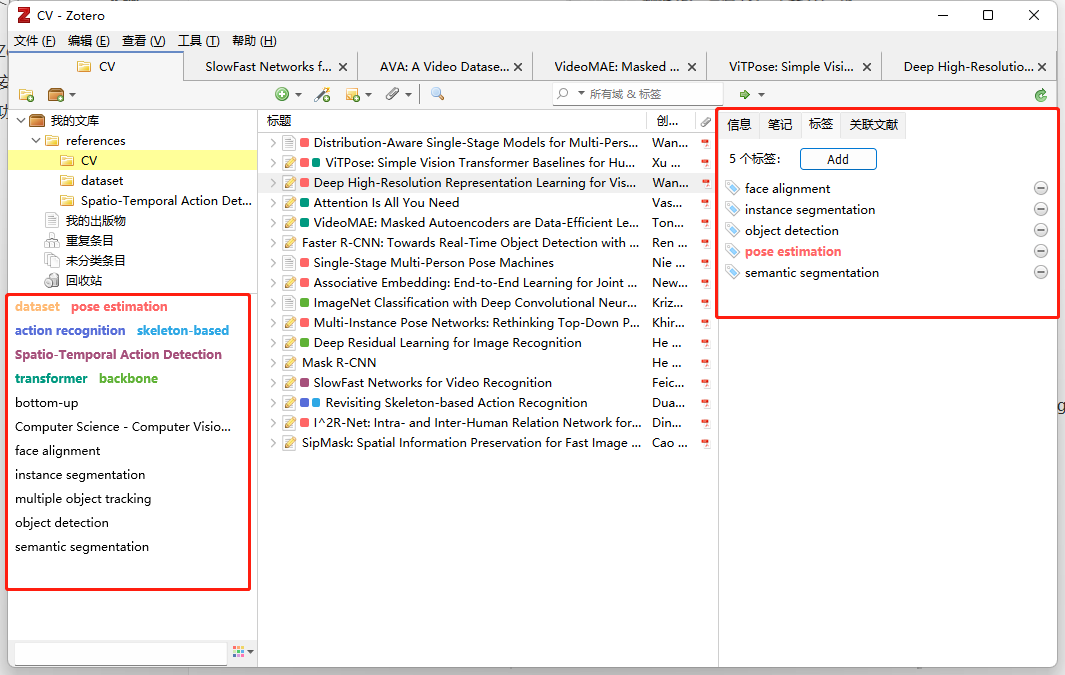 CV - Zotero
文件 (F) 编辑 (E) 查看 (V) 工具 (T) 帮助 (H)
CV
SlowFast Networks f...
AVA: A Video Datase...
VideoMAE: Masked ...
ViTPose: Simple Visi...
Deep High-Resolutio...
所有域 & 标签
我的文库
references
CV
dataset
Spatio-Temporal Action Det...
我的出版物
重复条目
未分类条目
回收站
dataset pose estimation
action recognition skeleton-based
Spatio-Temporal Action Detection
transformer backbone
bottom-up
Computer Science - Computer Visio...
face alignment
instance segmentation
multiple object tracking
object detection
semantic segmentation
标题 创...
Distribution-Aware Single-Stage Models for Multi-Pers... Wan...
ViTPose: Simple Vision Transformer Baselines for Hu... Xu ...
Deep High-Resolution Representation Learning for Vis... Wan...
Attention Is All You Need Vas...
VideoMAE: Masked Autoencoders are Data-Efficient Le... Ton...
Faster R-CNN: Towards Real-Time Object Detection with ... Ren ...
Single-Stage Multi-Person Pose Machines Nie ...
Associative Embedding: End-to-End Learning for Joint ... New...
ImageNet Classification with Deep Convolutional Neur... Kriz...
Multi-Instance Pose Networks: Rethinking Top-Down P... Khir...
Deep Residual Learning for Image Recognition He ...
Mask R-CNN He ...
SlowFast Networks for Video Recognition Feic...
Revisiting Skeleton-based Action Recognition Dua...
I^2R-Net: Intra- and Inter-Human Relation Network for... Din...
SipMask: Spatial Information Preservation for Fast Image ... Cao ...
信息 笔记 标签 关联文献
5 个标签: Add
face alignment
instance segmentation
object detection
pose estimation
semantic segmentation